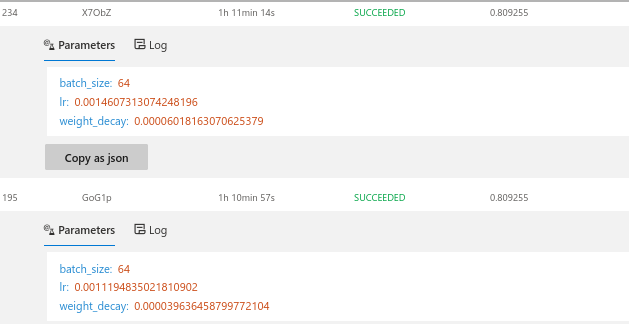 234 X7ObZ 1h 11min 14s SUCCEEDED 0.809255
Parameters Log
batch_size: 64
lr: 0.0014607313074248196
weight_decay: 0.00006018163070625379
Copy as json
195 GoG1p 1h 10min 57s SUCCEEDED 0.809255
Parameters Log
batch_size: 64
lr: 0.0011194835021810902
weight_decay: 0.000039636458799772104